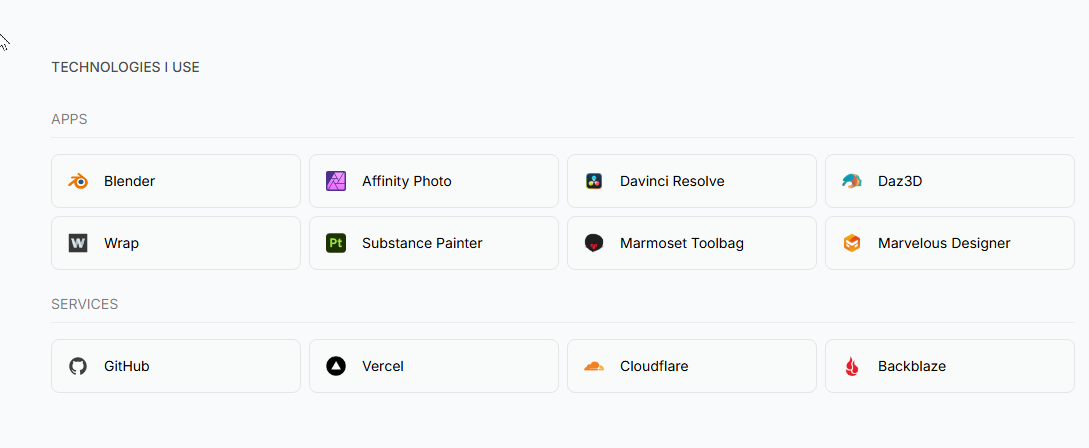 TECHNOLOGIES I USE
APPS
Blender
Affinity Photo
Davinci Resolve
Daz3D
W Wrap
Pt Substance Painter
Marmoset Toolbag
Marvelous Designer
SERVICES
GitHub
Vercel
Cloudflare
Backblaze